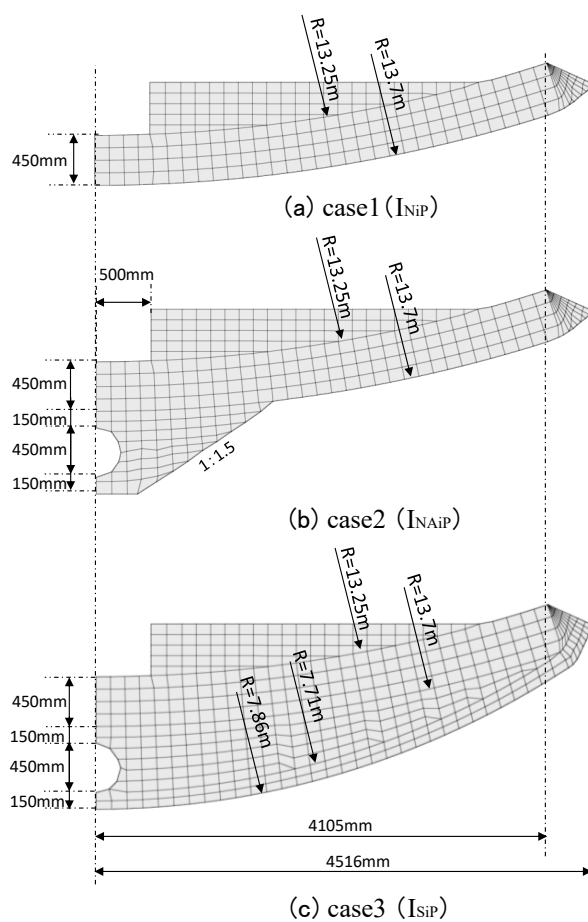 R=13.25m
R=13.7m
450mm
(a) case1 (INiP)
500mm
R=13.25m
R=13.7m
450mm
150mm
450mm
150mm
1:1.5
(b) case2 (INAiP)
R=13.25m
R=13.7m
R=7.71m
R=7.86m
450mm
150mm
450mm
150mm
4105mm
4516mm
(c) case3 (ISiP)